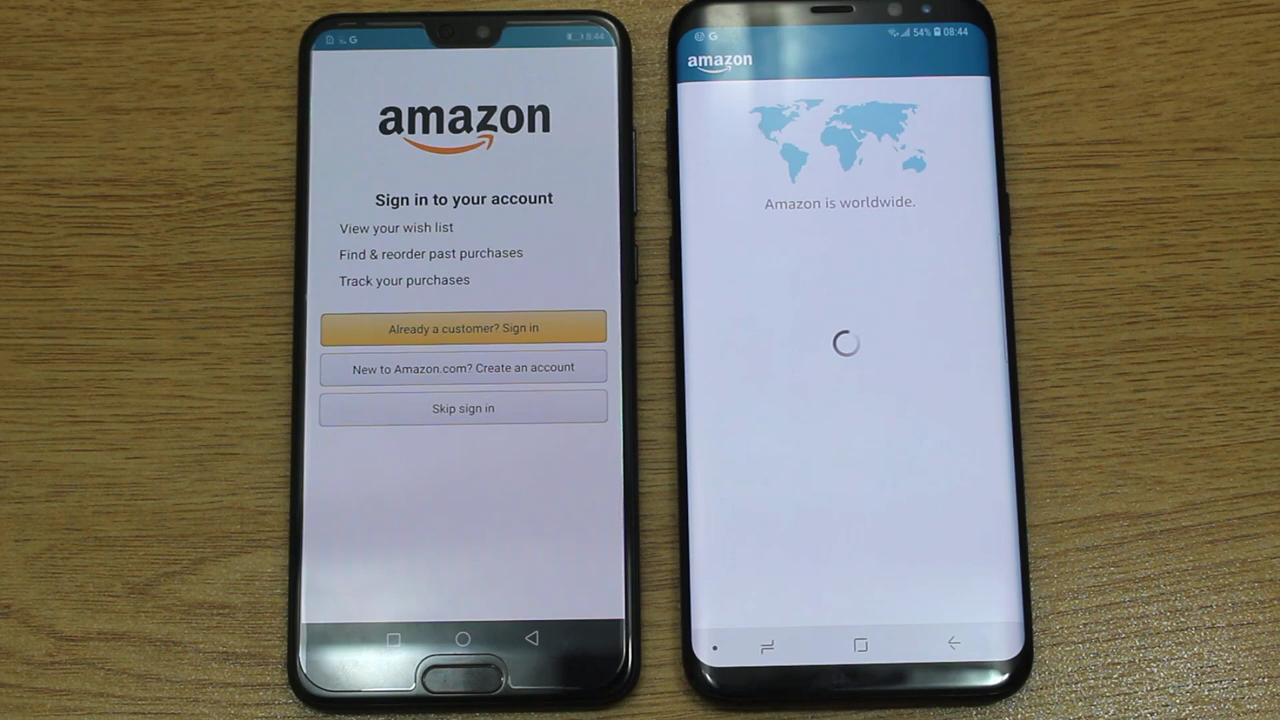 G 8:44
amazon
Sign in to your account
View your wish list
Find & reorder past purchases
Track your purchases
Already a customer? Sign in
New to Amazon.com? Create an account
Skip sign in
G 54% 08:44
amazon
Amazon is worldwide.